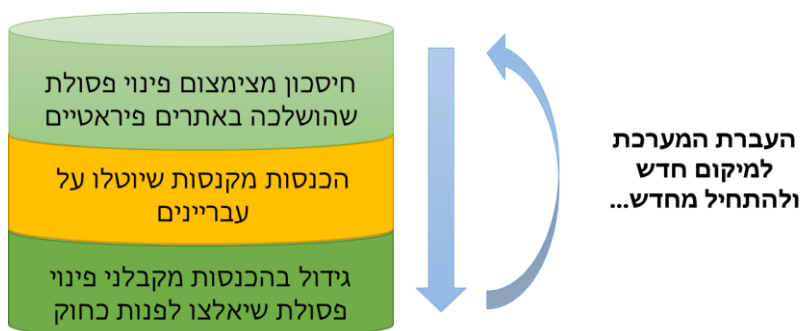 חיסכון מצימצום פינוי פסולת
שהושלכה באתרים פיראטיים
הכנסות מקנסות שיוטלו על
עבריינים
גידול בהכנסות מקבלני פינוי
פסולת שיאלצו לפנות כחוק
העברת המערכת
למיקום חדש
ולהתחיל מחדש...